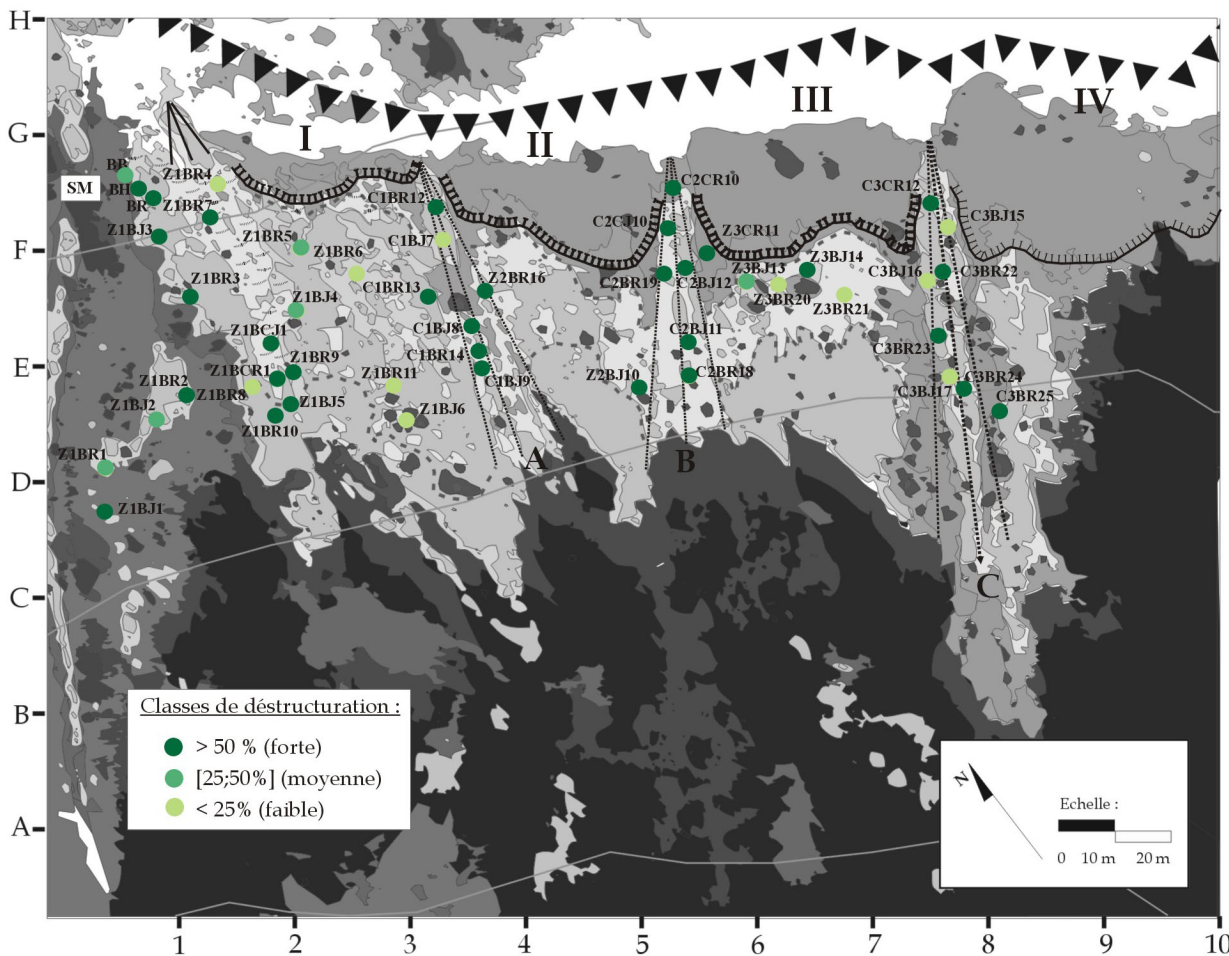 H
G
F
E
D
C
B
A
I
II
III
IV
SM
BR
BH
BR
Z1BR4
Z1BR7
Z1BJ3
Z1BR5
Z1BR6
Z1BR3
Z1BJ4
Z1BCJ1
Z1BR9
Z1BCR1
Z1BR2
Z1BR8
Z1BJ5
Z1BJ2
Z1BR10
Z1BR11
Z1BJ6
Z1BR1
Z1BJ1
C1BR12
C1BJ7
C1BR13
Z2BR16
C1BJ8
C1BR14
C1BJ9
A
C2CR10
C2CJ10
Z3CR11
C2BR19
C2BJ12
C2BJ11
Z2BJ10
C2BR18
B
Z3BJ13
Z3BJ14
Z3BR20
Z3BR21
C3CR12
C3BJ15
C3BJ16
C3BR22
C3BR23
C3BR24
C3BJ17
C3BR25
C
Classes de déstructuration :
> 50 % (forte)
[25;50%] (moyenne)
< 25% (faible)
N
Echelle :
0 10 m 20 m
1 2 3 4 5 6 7 8 9 10